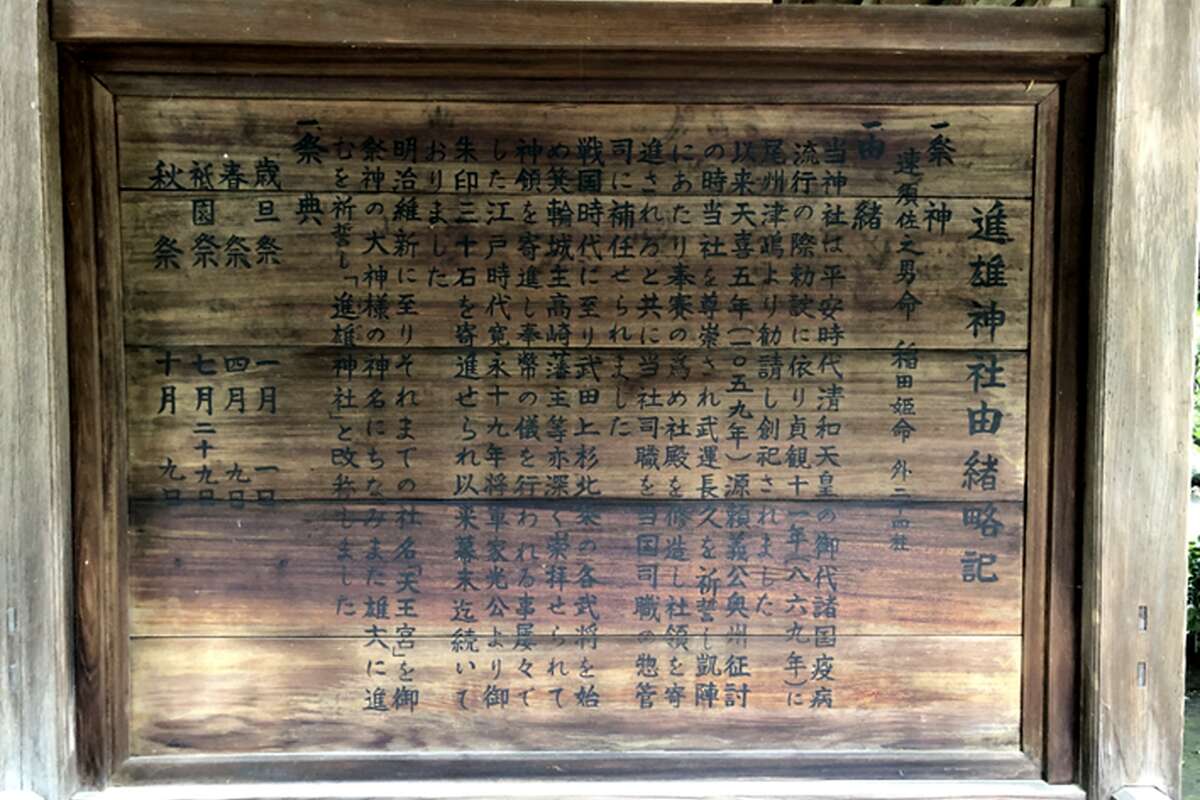 進雄神社由緒略記
一祭神
速須佐之男命 稲田姫命 外二十四社
一由緒
当神社は平安時代清和天皇の御代諸国疫病
流行の際勅諚に依り貞観十一年(八六九年)に
尾州津嶋より勧請し創祀されました
以来天喜五年(一〇五九年)源頼義公奥州征討
の時当社を尊崇され武運長久を祈誓し凱陣
にあたり奉賽の為め社殿を修造し社領を寄
進されると共に当社司職を当国司職の惣管
司に補任せられました
戦国時代に至り武田上杉北条の各武将を始
め箕輪城主高崎藩主等亦深く崇拝せられて
神領を寄進し奉幣の儀を行われる事屡々で
した江戸時代寛永十九年将軍家光公より御
朱印三十石を寄進せられ以来幕末迄続いて
おりました
明治維新に至りそれまでの社名「天王宮」を御
祭神の大神様の神名にちなみまた雄大に進
むを祈誓し「進雄神社」と改称しました
一祭典
歳旦祭 一月 一日
春祭 四月 九日
祇園祭 七月二十九日
秋祭 十月 九日